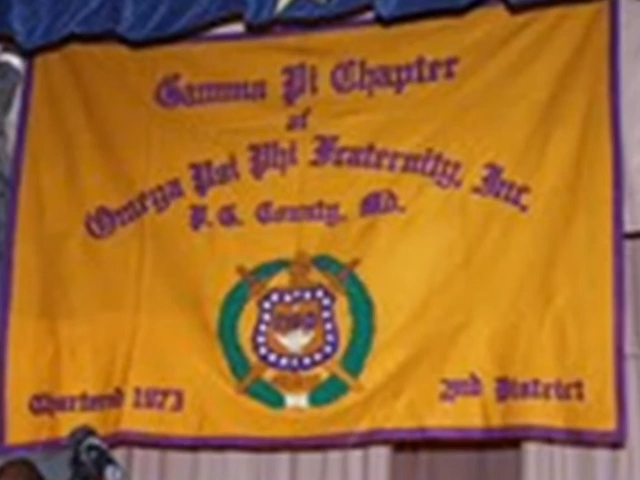 Gamma Pi Chapter
of
Omega Psi Phi Fraternity, Inc.
P. G. County, Md.
Chartered 1973
2nd District